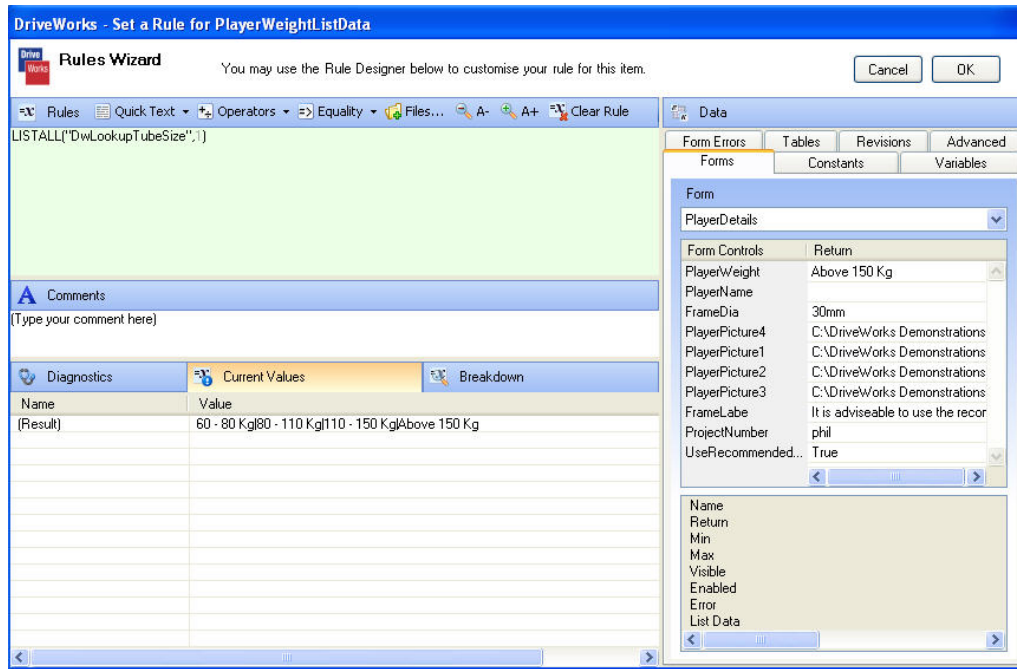 DriveWorks - Set a Rule for PlayerWeightListData
Drive
Works
Rules Wizard
You may use the Rule Designer below to customise your rule for this item.
Cancel
OK
Rules
Quick Text
Operators
Equality
Files...
A-
A+
Clear Rule
LISTALL("DwLookupTubeSize",1)
Comments
(Type your comment here)
Diagnostics
Current Values
Breakdown
Name Value
(Result) 60 - 80 Kg|80 - 110 Kg|110 - 150 Kg|Above 150 Kg
Data
Form Errors Tables Revisions Advanced
Forms Constants Variables
Form
PlayerDetails
Form Controls Return
PlayerWeight Above 150 Kg
PlayerName
FrameDia 30mm
PlayerPicture4 C:\DriveWorks Demonstrations
PlayerPicture1 C:\DriveWorks Demonstrations
PlayerPicture2 C:\DriveWorks Demonstrations
PlayerPicture3 C:\DriveWorks Demonstrations
FrameLabe It is adviseable to use the recor
ProjectNumber phil
UseRecommended... True
Name
Return
Min
Max
Visible
Enabled
Error
List Data